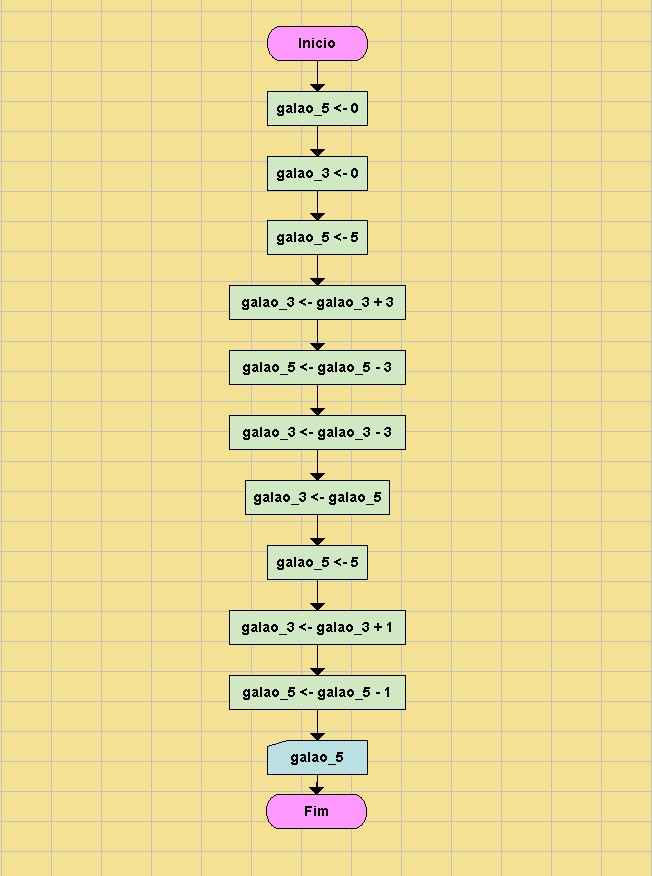 Inicio
galao_5 <- 0
galao_3 <- 0
galao_5 <- 5
galao_3 <- galao_3 + 3
galao_5 <- galao_5 - 3
galao_3 <- galao_3 - 3
galao_3 <- galao_5
galao_5 <- 5
galao_3 <- galao_3 + 1
galao_5 <- galao_5 - 1
galao_5
Fim